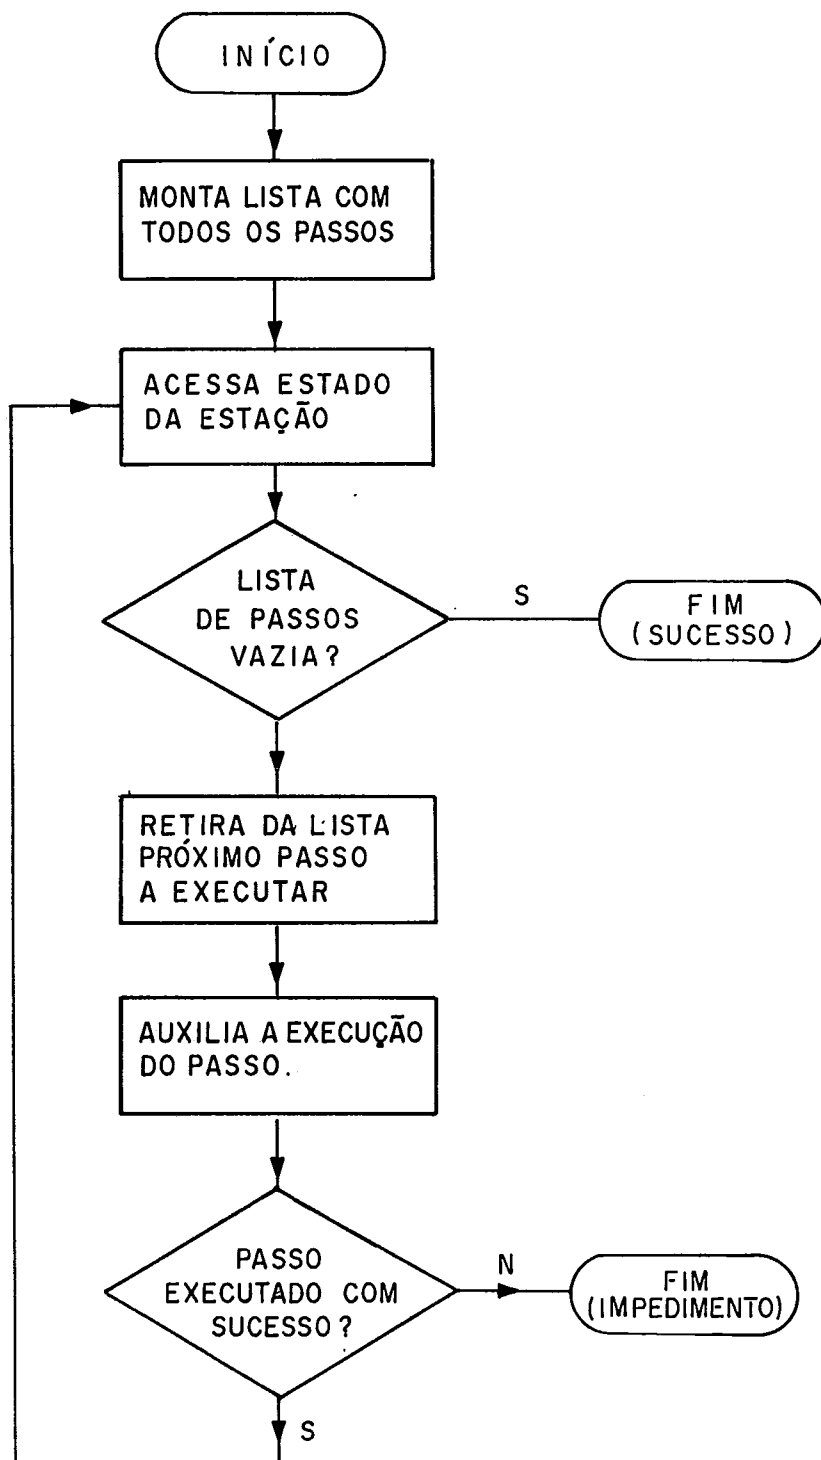 INÍCIO
MONTA LISTA COM
TODOS OS PASSOS
ACESSA ESTADO
DA ESTAÇÃO
LISTA
DE PASSOS
VAZIA?
S
FIM
(SUCESSO)
RETIRA DA LISTA
PRÓXIMO PASSO
A EXECUTAR
AUXILIA A EXECUÇÃO
DO PASSO.
PASSO
EXECUTADO COM
SUCESSO?
N
FIM
(IMPEDIMENTO)
S